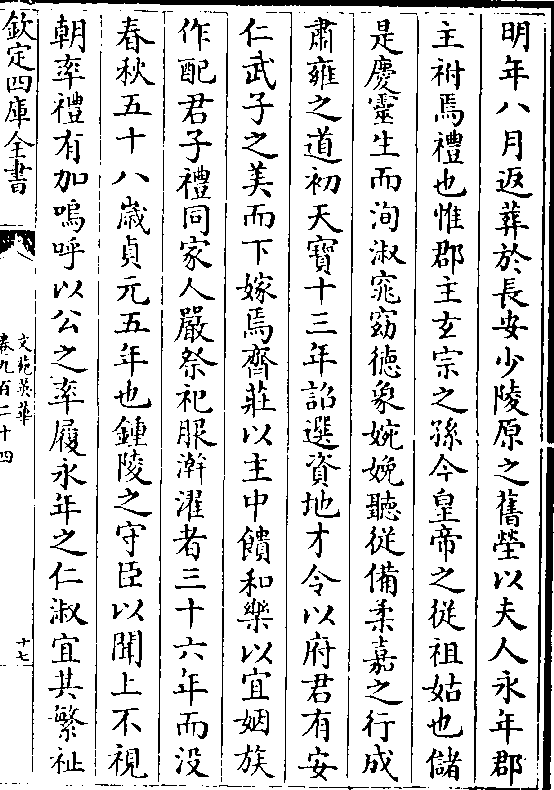 明年八月返葬於長安少陵原之舊塋以夫人永年郡
主祔焉禮也惟郡主玄宗之孫今皇帝之從祖姑也儲
是慶靈生而洵淑窕窈徳象婉娩聽從備柔嘉之行成
肅雍之道初天寶十三年詔選資地才令以府君有安
仁武子之美而下嫁焉齊莊以主中饋和樂以宜姻族
作配君子禮同家人嚴祭祀服澣濯者三十六年而没
春秋五十八嵗貞元五年也鍾陵之守臣以聞上不視
朝率禮有加嗚呼以公之率履永年之仁淑宜其繁祉
欽定四庫全書
文苑英華
卷九百二十四
十七